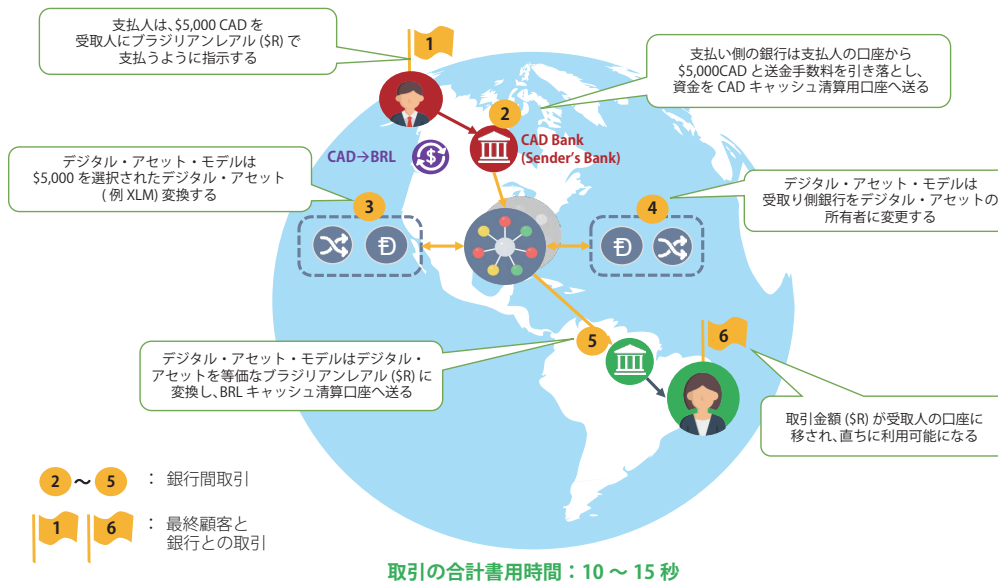 支払人は、$5,000 CAD を
受取人にブラジリアンレアル ($R) で
支払うように指示する
1
支払い側の銀行は支払人の口座から
$5,000CAD と送金手数料を引き落とし、
資金を CAD キャッシュ清算用口座へ送る
2
CAD Bank
(Sender's Bank)
CAD→BRL
$
デジタル・アセット・モデルは
$5,000 を選択されたデジタル・アセット
( 例 XLM) 変換する
3
4
デジタル・アセット・モデルは
受取り側銀行をデジタル・アセットの
所有者に変更する
Đ
Đ
5
6
デジタル・アセット・モデルはデジタル・
アセットを等価なブラジリアンレアル ($R) に
変換し、BRL キャッシュ清算口座へ送る
取引金額 ($R) が受取人の口座に
移され、直ちに利用可能になる
2 ～ 5 : 銀行間取引
1 6 : 最終顧客と
銀行との取引
取引の合計書用時間：10 ～ 15 秒